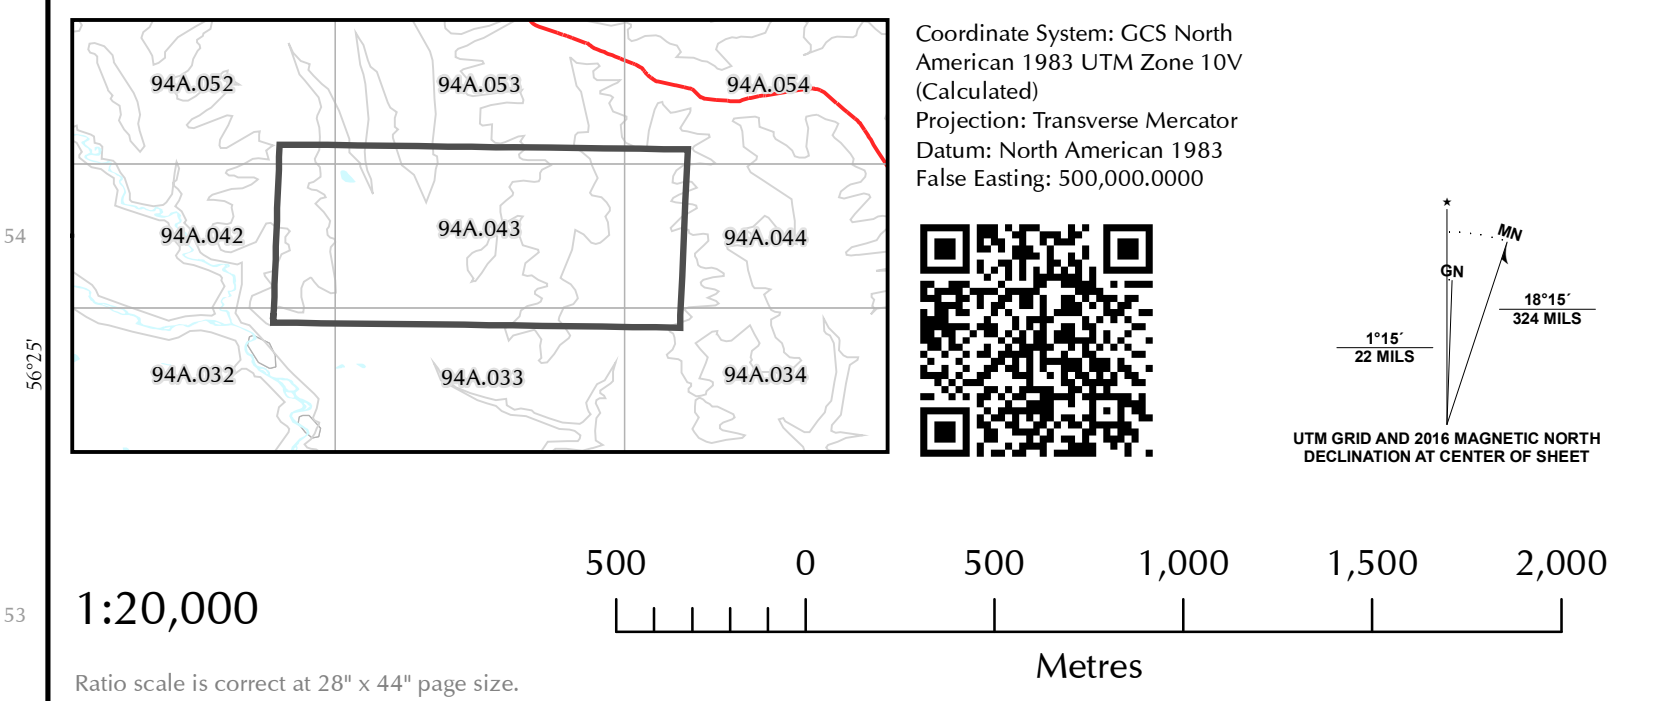 94A.052
94A.053
94A.054
94A.042
94A.043
94A.044
94A.032
94A.033
94A.034
54
56°25'
53
Coordinate System: GCS North
American 1983 UTM Zone 10V
(Calculated)
Projection: Transverse Mercator
Datum: North American 1983
False Easting: 500,000.0000
MN
GN
18°15´
324 MILS
1°15´
22 MILS
UTM GRID AND 2016 MAGNETIC NORTH
DECLINATION AT CENTER OF SHEET
500 0 500 1,000 1,500 2,000
1:20,000
Metres
Ratio scale is correct at 28" x 44" page size.